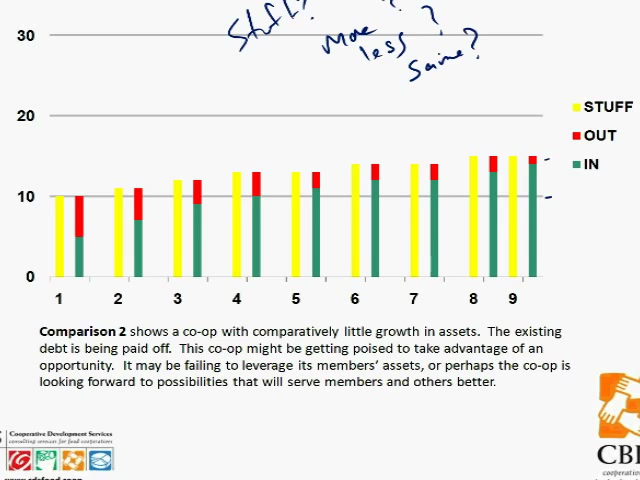 Stuff?
?
?
More
less
Same?
30
20
10
0
STUFF
OUT
IN
1 2 3 4 5 6 7 8 9
Comparison 2 shows a co-op with comparatively little growth in assets. The existing
debt is being paid off. This co-op might be getting poised to take advantage of an
opportunity. It may be failing to leverage its members’ assets, or perhaps the co-op is
looking forward to possibilities that will serve members and others better.
S Cooperative Development Services
consulting services for food cooperatives
www.cdsfood.coop
CB
cooperati